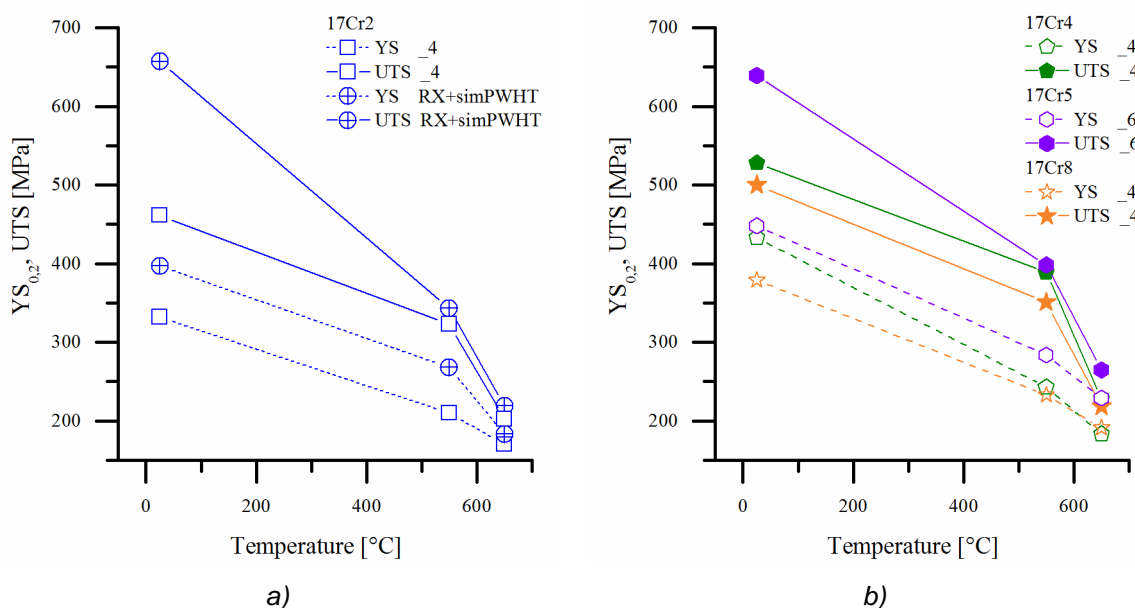 700
600
500
400
300
200
0
200
400
600
YS0,2, UTS [MPa]
Temperature [°C]
17Cr2
YS _4
UTS _4
YS RX+simPWHT
UTS RX+simPWHT
a)
700
600
500
400
300
200
0
200
400
600
YS0,2, UTS [MPa]
Temperature [°C]
17Cr4
YS _4
UTS _4
17Cr5
YS _6
UTS _6
17Cr8
YS _4
UTS _4
b)